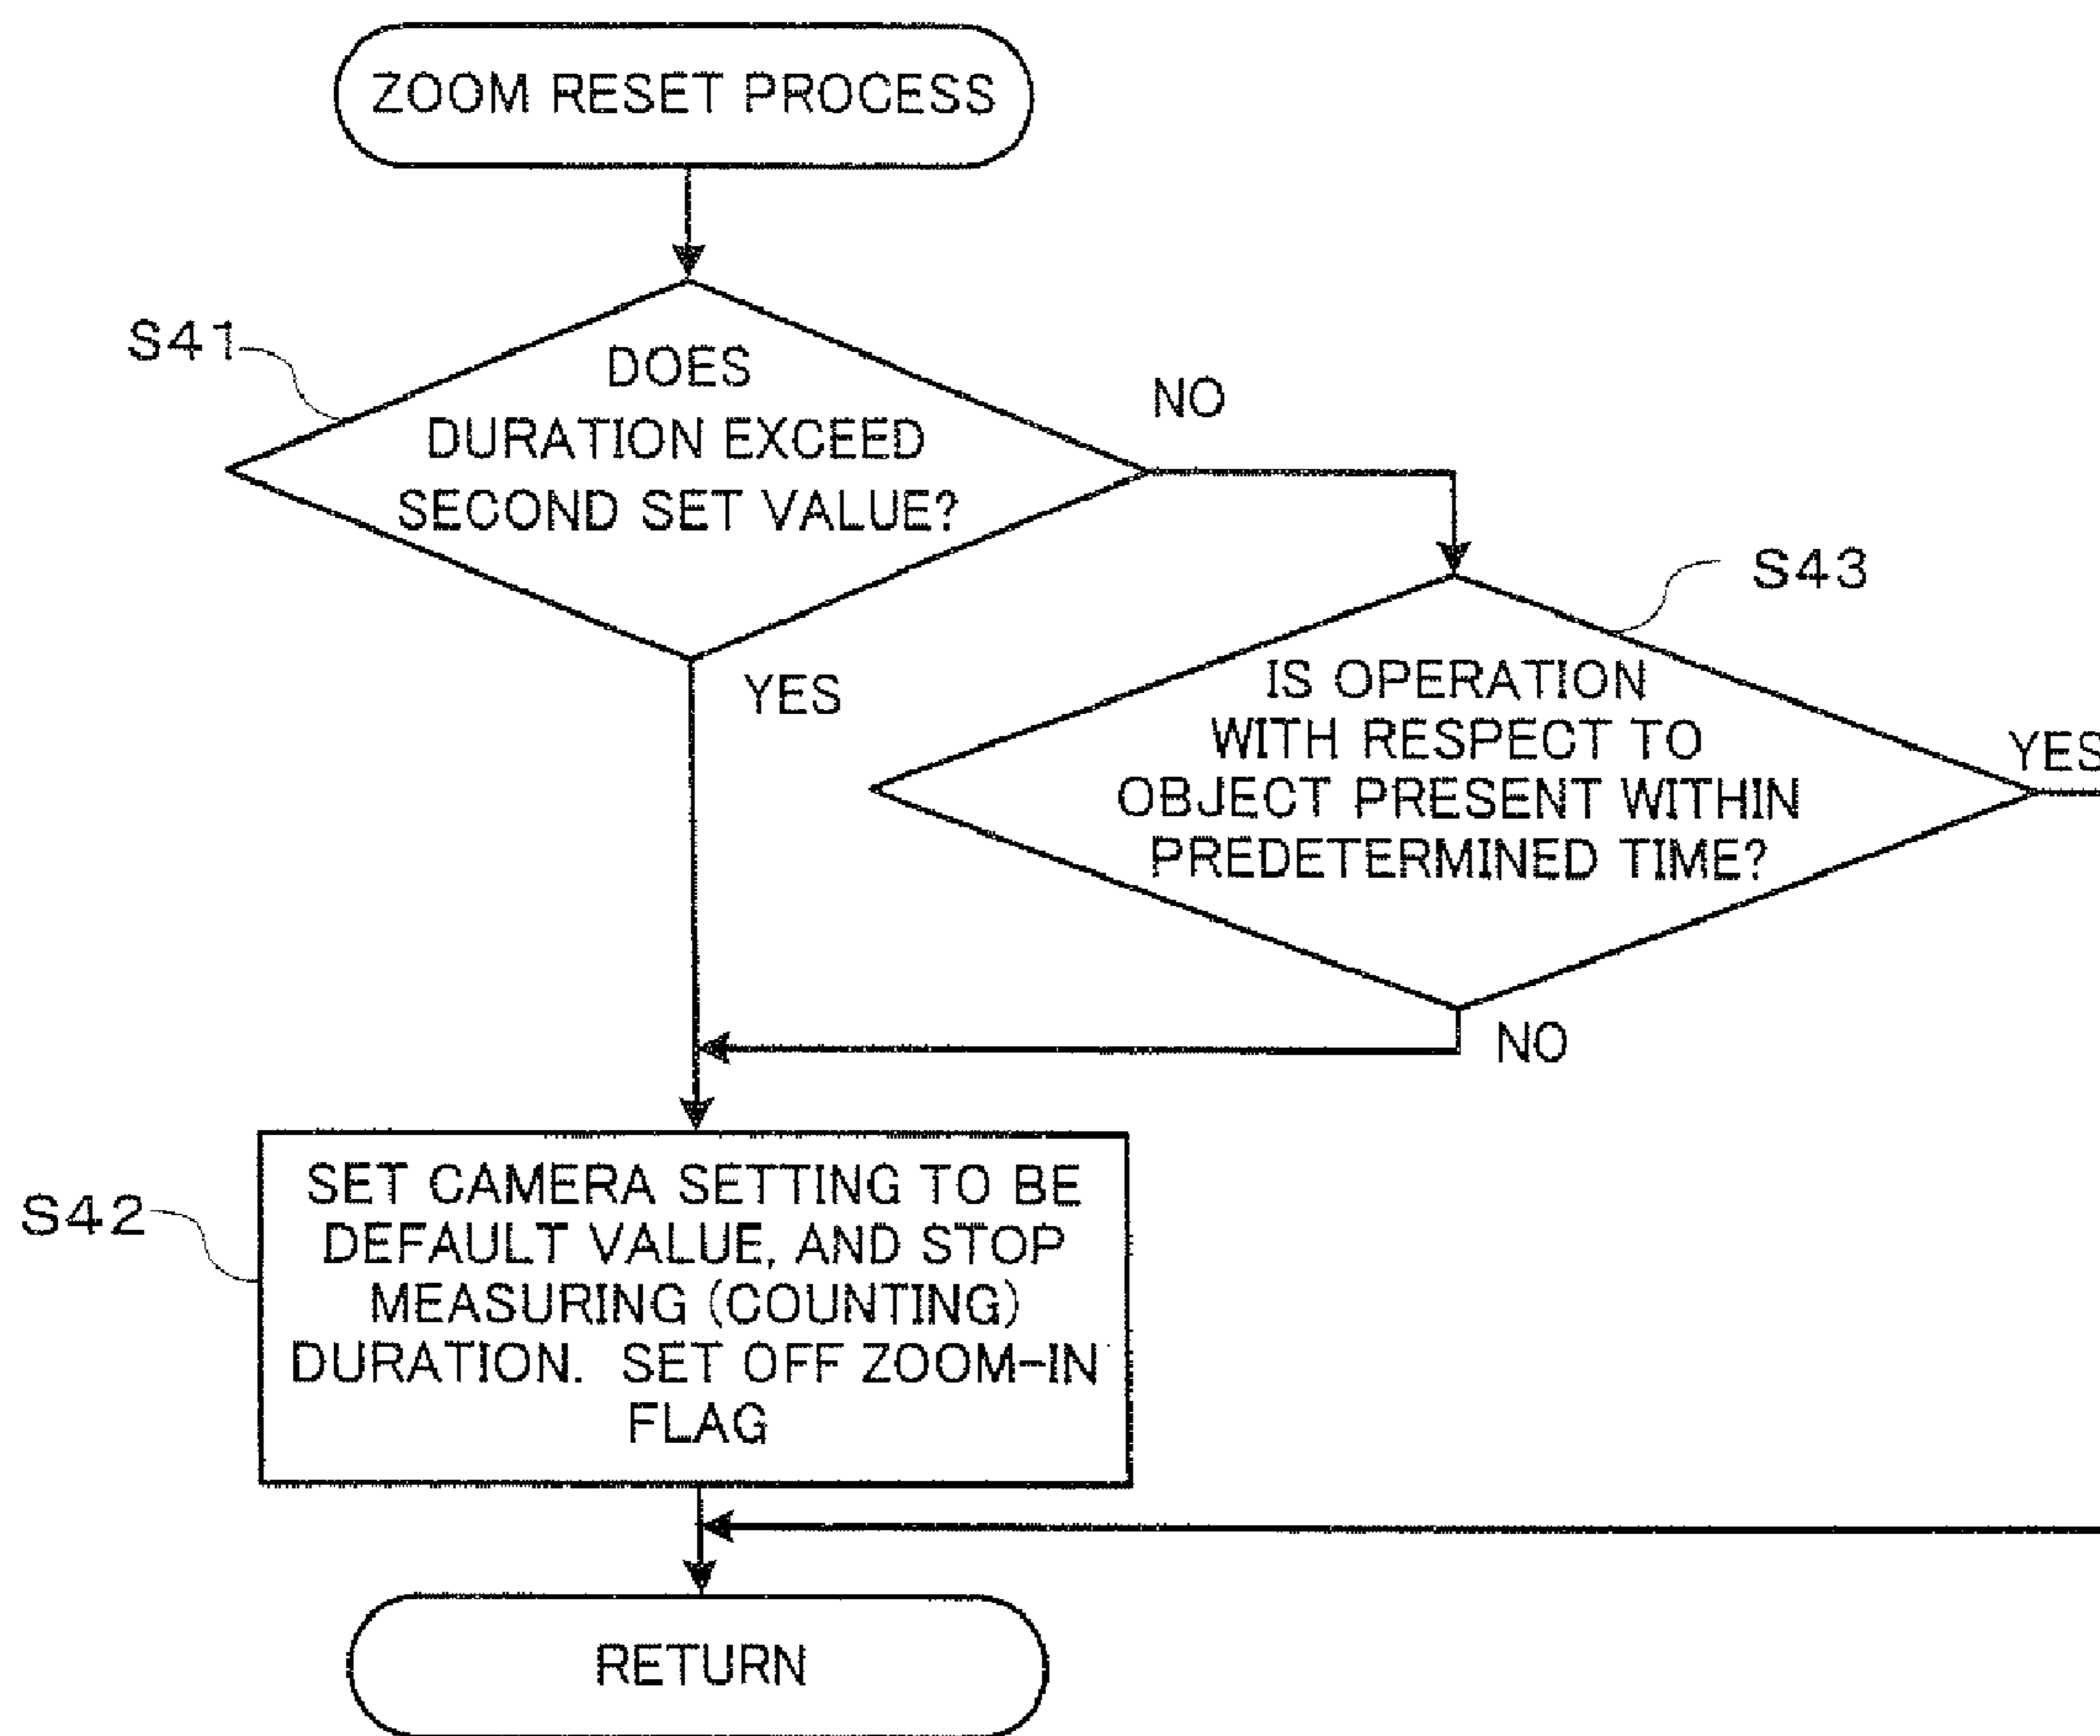 ZOOM RESET PROCESS
S41
DOES
DURATION EXCEED
SECOND SET VALUE?
NO
YES
S43
IS OPERATION
WITH RESPECT TO
OBJECT PRESENT WITHIN
PREDETERMINED TIME?
YES
NO
S42
SET CAMERA SETTING TO BE
DEFAULT VALUE, AND STOP
MEASURING (COUNTING)
DURATION. SET OFF ZOOM-IN
FLAG
RETURN